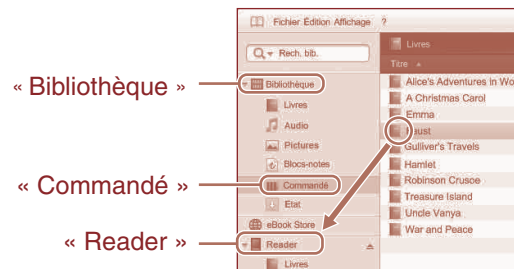 Fichier Édition Affichage ?
Rech. bib.
« Bibliothèque »
Bibliothèque
Livres
Audio
Pictures
Blocs-notes
« Commandé »
Commandé
Etat
eBook Store
« Reader »
Reader
Livres
Livres
Titre
Alice's Adventures in Wo
A Christmas Carol
Emma
Faust
Gulliver's Travels
Hamlet
Robinson Crusoe
Treasure Island
Uncle Vanya
War and Peace